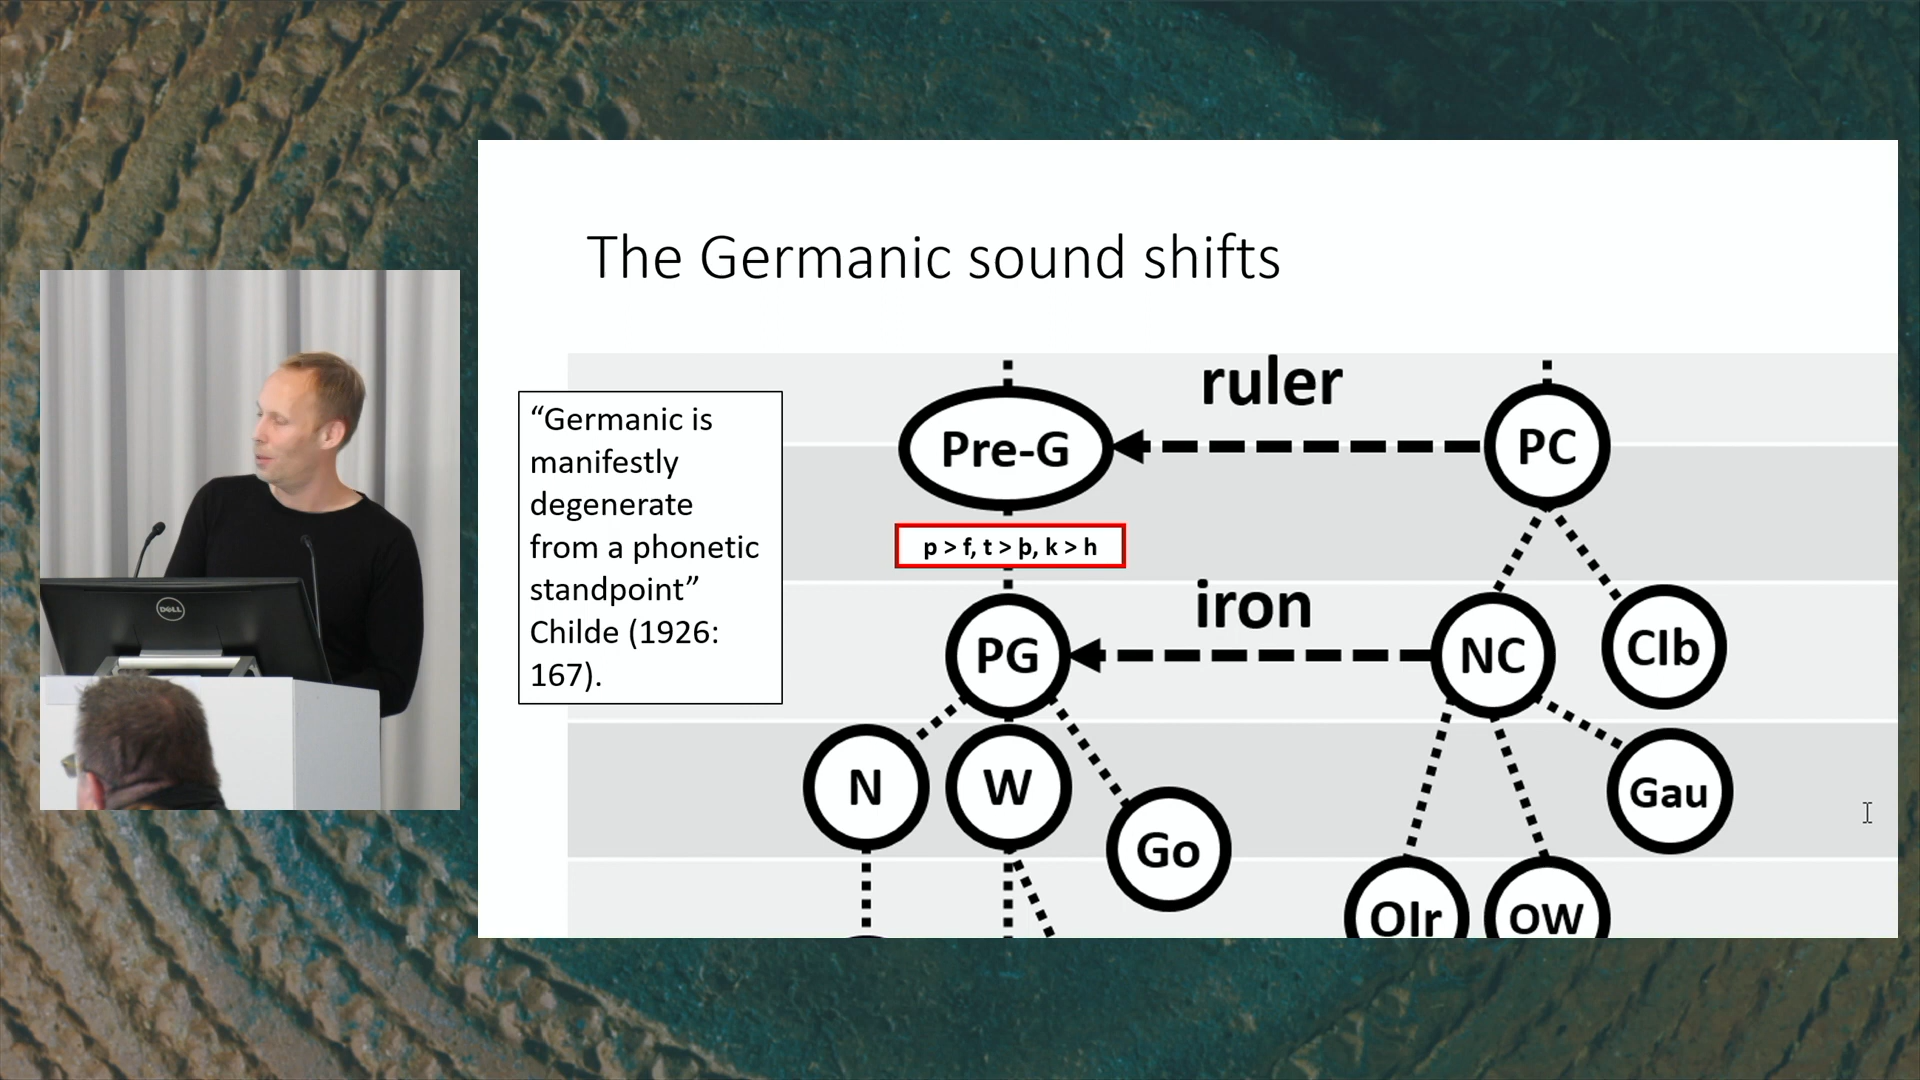 The Germanic sound shifts
“Germanic is
manifestly
degenerate
from a phonetic
standpoint”
Childe (1926:
167).
ruler
Pre-G
PC
p > f, t > þ, k > h
iron
PG
NC
CIb
N
W
Go
Gau
OIr
OW
DELL